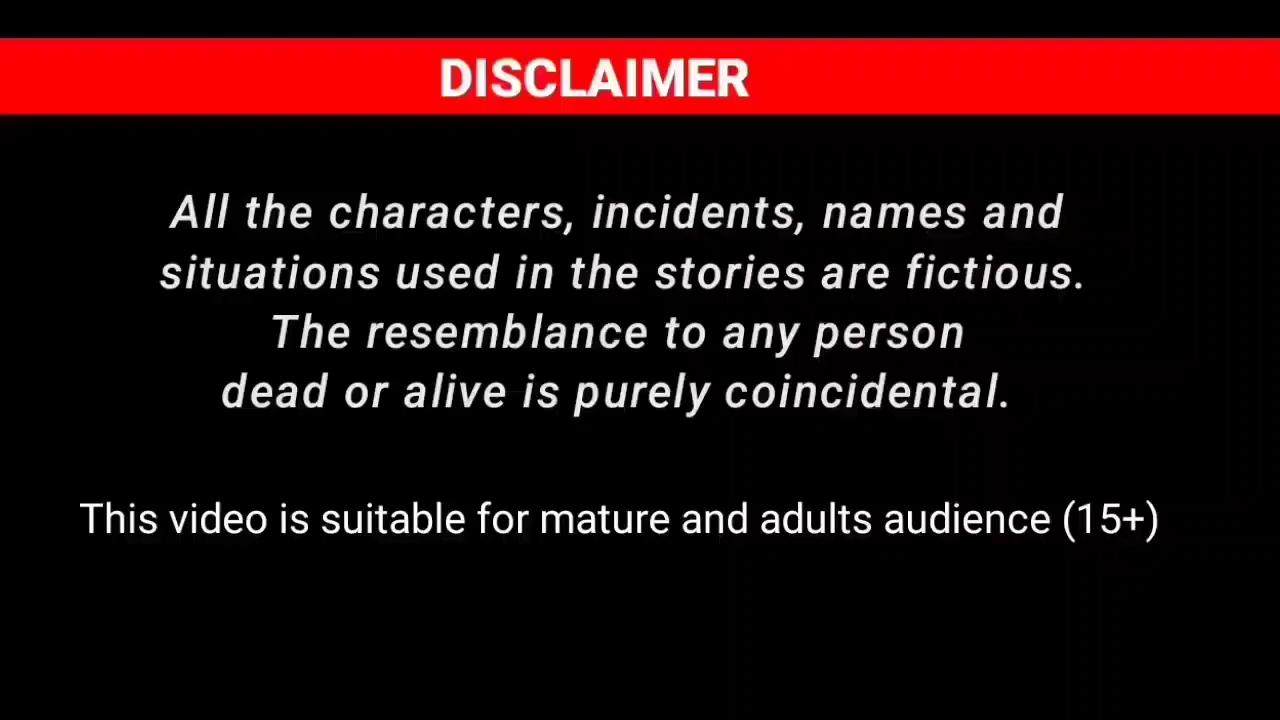 DISCLAIMER
All the characters, incidents, names and
situations used in the stories are fictious.
The resemblance to any person
dead or alive is purely coincidental.
This video is suitable for mature and adults audience (15+)